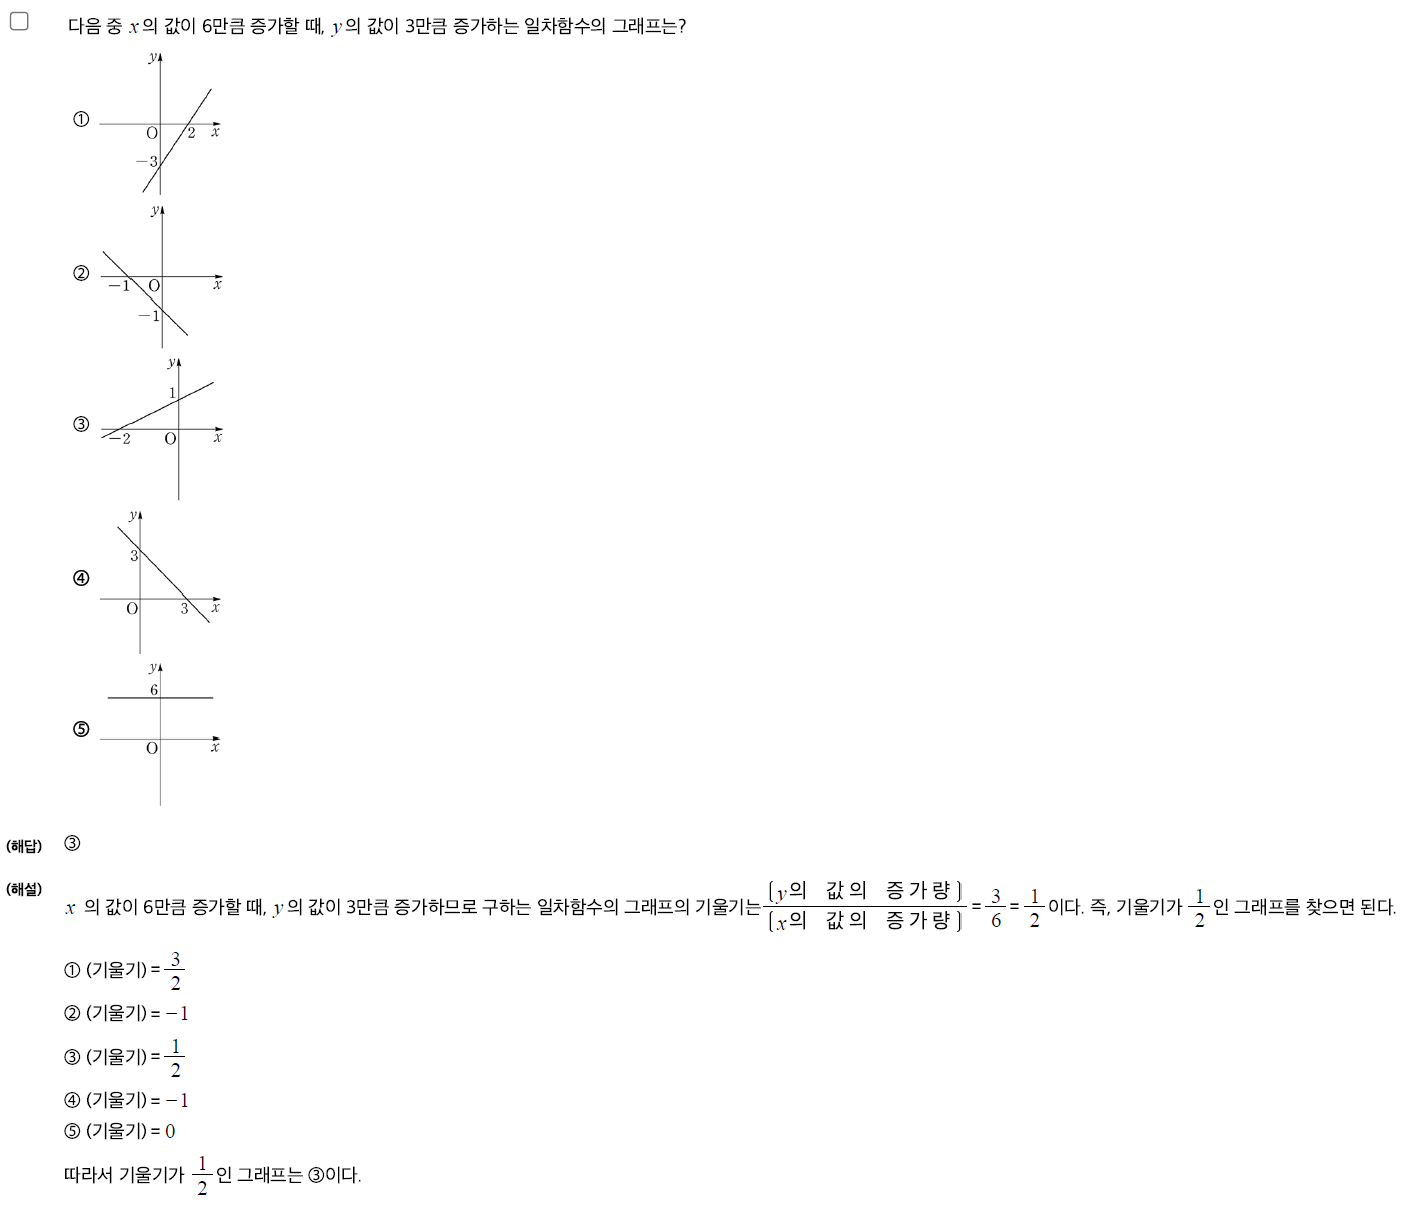 다음 중 x의 값이 6만큼 증가할 때, y의 값이 3만큼 증가하는 일차함수의 그래프는?
①
y
O 2 x
−3
②
y
−1 O x
−1
③
y
1
−2 O x
④
y
3
O 3 x
⑤
y
6
O x
(해답) ③
(해설) x 의 값이 6만큼 증가할 때, y의 값이 3만큼 증가하므로 구하는 일차함수의 그래프의 기울기는 (y의 값의 증가량)/(x의 값의 증가량) = 3/6 = 1/2 이다. 즉, 기울기가 1/2 인 그래프를 찾으면 된다.
① (기울기) = 3/2
② (기울기) = −1
③ (기울기) = 1/2
④ (기울기) = −1
⑤ (기울기) = 0
따라서 기울기가 1/2 인 그래프는 ③이다.